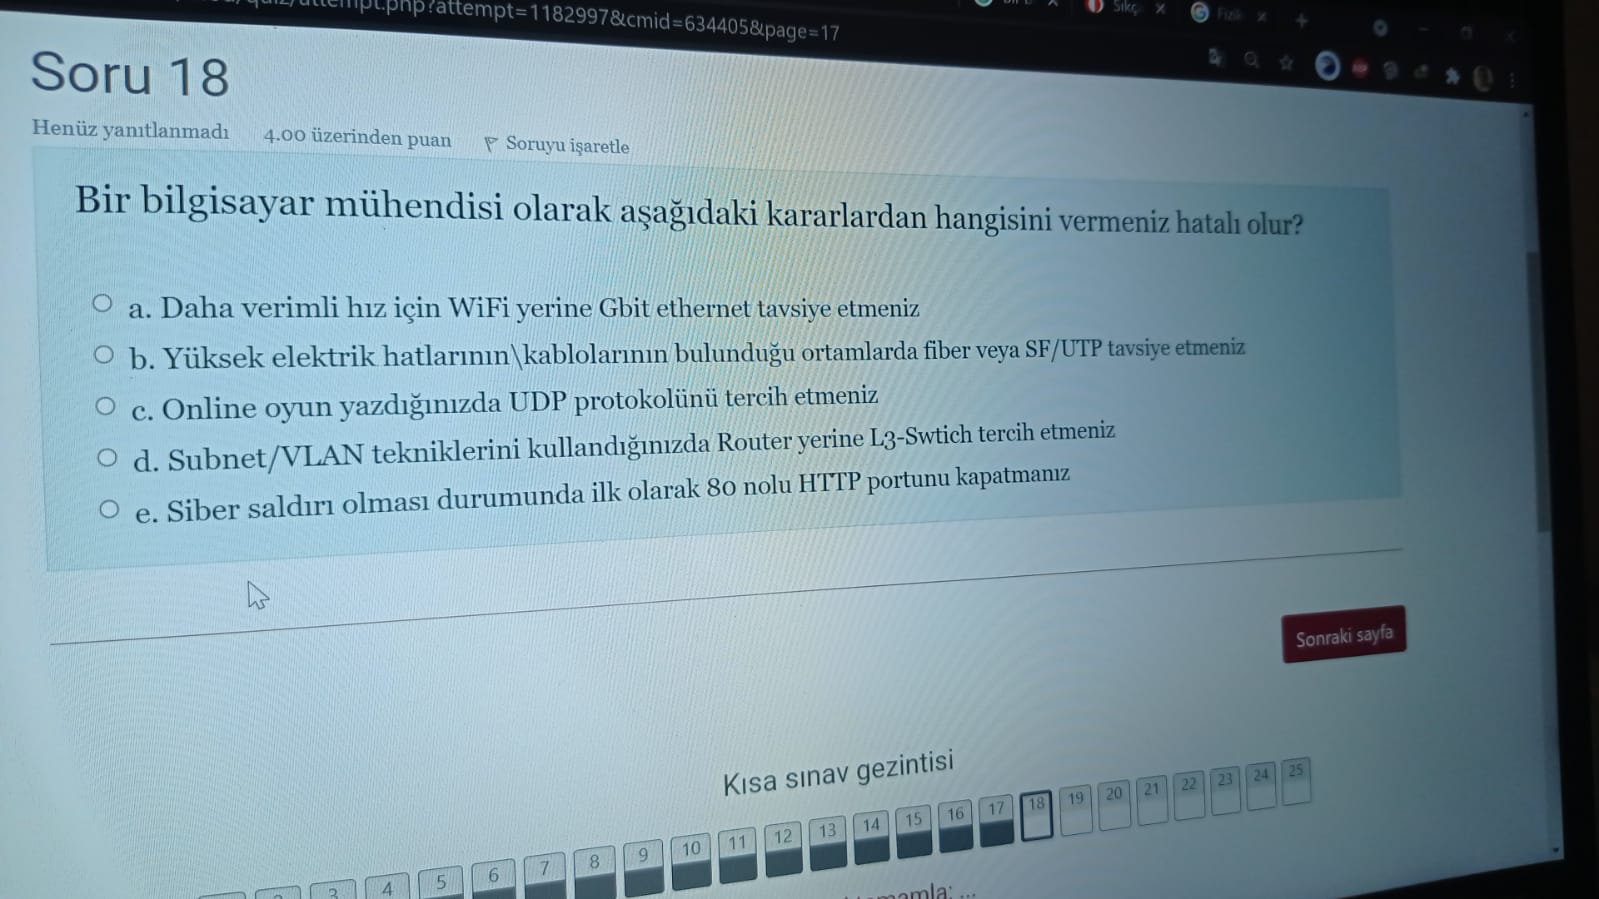 attempt.php?attempt=1182997&cmid=634405&page=17
Sıkç
Fizik
Soru 18
Henüz yanıtlanmadı
4.00 üzerinden puan
Soruyu işaretle
Bir bilgisayar mühendisi olarak aşağıdaki kararlardan hangisini vermeniz hatalı olur?
a. Daha verimli hız için WiFi yerine Gbit ethernet tavsiye etmeniz
b. Yüksek elektrik hatlarının\kablolarının bulunduğu ortamlarda fiber veya SF/UTP tavsiye etmeniz
c. Online oyun yazdığınızda UDP protokolünü tercih etmeniz
d. Subnet/VLAN tekniklerini kullandığınızda Router yerine L3-Swtich tercih etmeniz
e. Siber saldırı olması durumunda ilk olarak 80 nolu HTTP portunu kapatmanız
Sonraki sayfa
Kısa sınav gezintisi
3 4 5 6 7 8 9 10 11 12 13 14 15 16 17 18 19 20 21 22 23 24 25